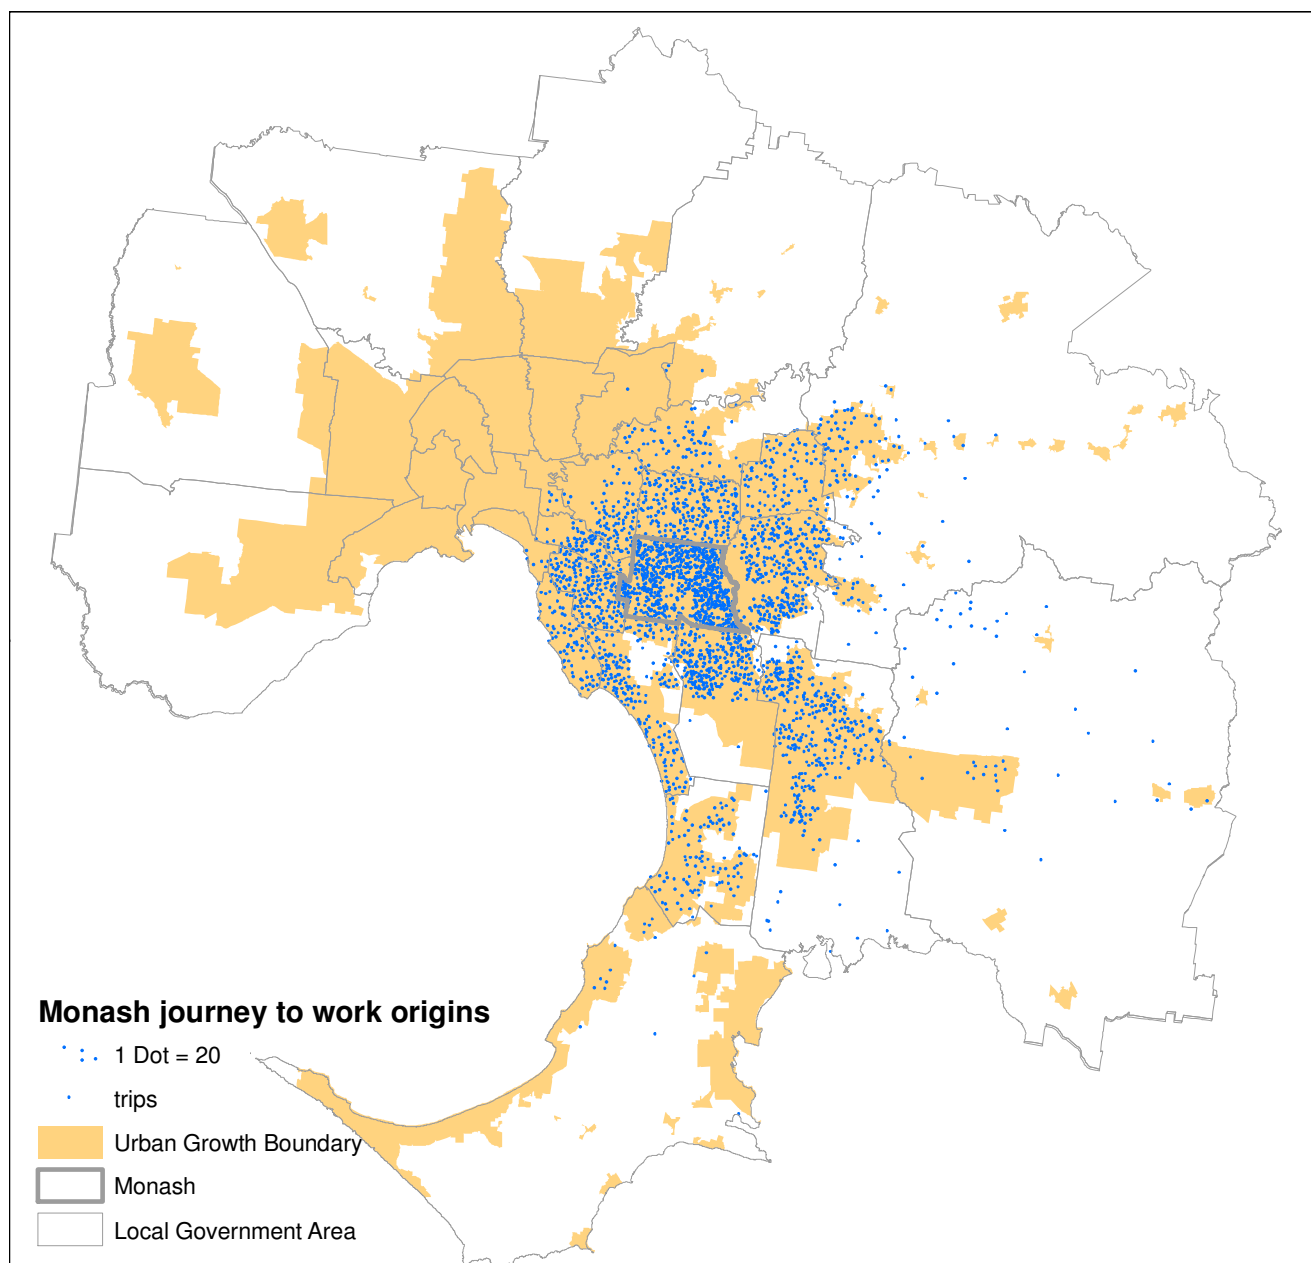 Monash journey to work origins
1 Dot = 20
trips
Urban Growth Boundary
Monash
Local Government Area